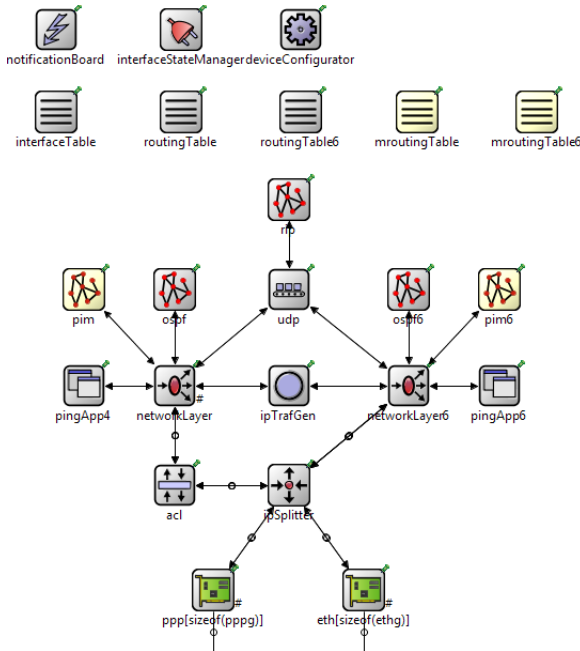 notificationBoard
interfaceStateManager
deviceConfigurator
interfaceTable
routingTable
routingTable6
mroutingTable
mroutingTable6
pim
ospf
udp
ospf6
pim6
pingApp4
networkLayer
#
ipTrafGen
networkLayer6
#
pingApp6
acl
ipSplitter
ppp[sizeof(pppg)]
#
eth[sizeof(ethg)]
#